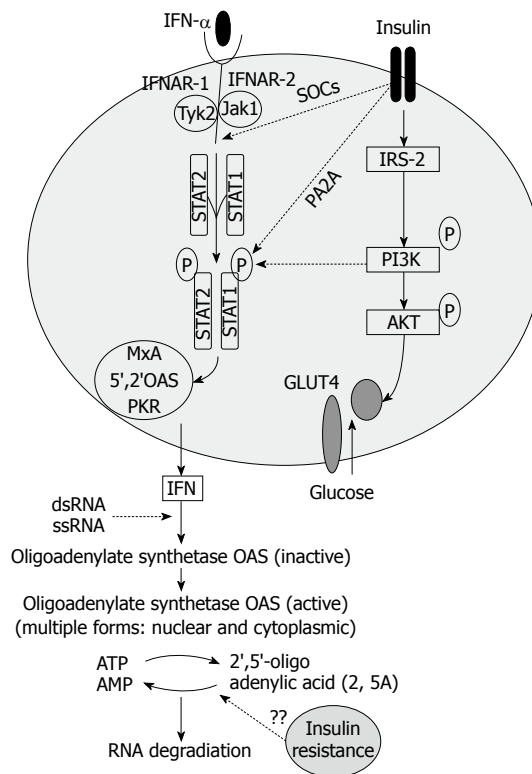 IFN-α
Insulin
IFNAR-1
IFNAR-2
SOCs
Tyk2
Jak1
IRS-2
STAT2
STAT1
PA2A
P
P
P
PI3K
STAT2
STAT1
P
AKT
MxA
5',2'OAS
PKR
GLUT4
IFN
Glucose
dsRNA
ssRNA
Oligoadenylate synthetase OAS (inactive)
Oligoadenylate synthetase OAS (active)
(multiple forms: nuclear and cytoplasmic)
ATP
2',5'-oligo
AMP
adenylic acid (2, 5A)
??
Insulin
resistance
RNA degradiation